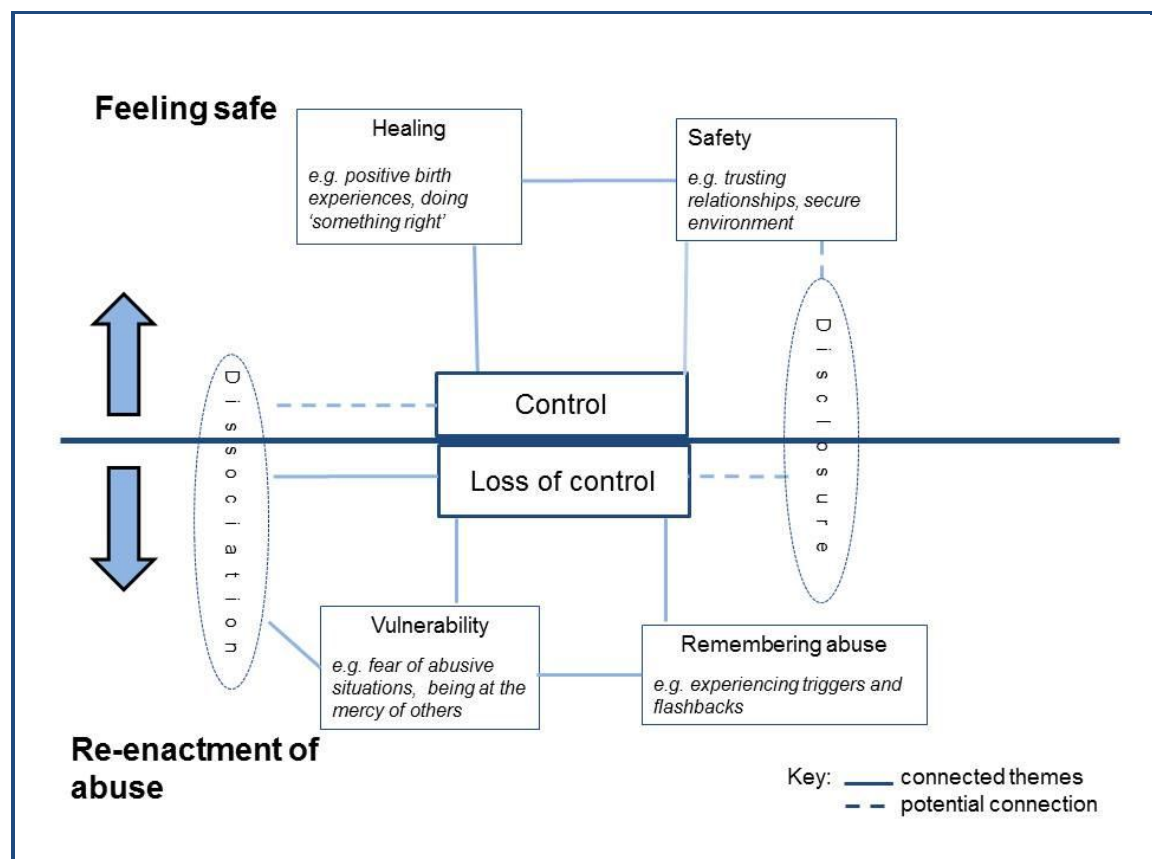 Feeling safe
Healing
e.g. positive birth
experiences, doing
‘something right’
Safety
e.g. trusting
relationships, secure
environment
Dissociation
Control
Loss of control
Disclosure
Vulnerability
e.g. fear of abusive
situations,  being at the
mercy of others
Remembering abuse
e.g. experiencing triggers and
flashbacks
Re-enactment of
abuse
Key:
connected themes
potential connection